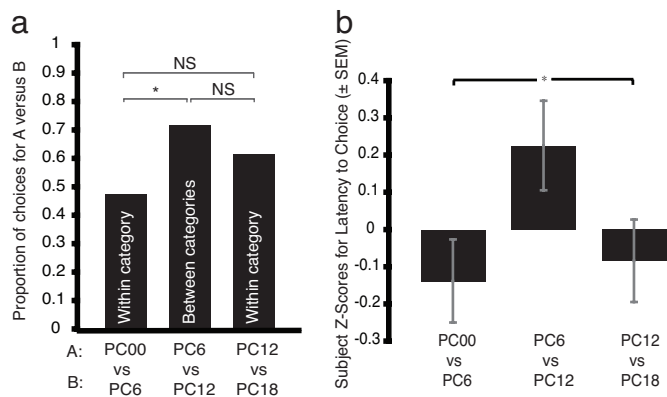 a
Proportion of choices for A versus B
1
0.9
0.8
0.7
0.6
0.5
0.4
0.3
0.2
0.1
0
NS
*
NS
Within category
Between categories
Within category
A:
PC00
PC6
PC12
vs
vs
vs
B:
PC6
PC12
PC18
b
Subject Z-Scores for Latency to Choice (± SEM)
0.4
0.3
0.2
0.1
0
-0.1
-0.2
-0.3
*
PC00
PC6
PC12
vs
vs
vs
PC6
PC12
PC18